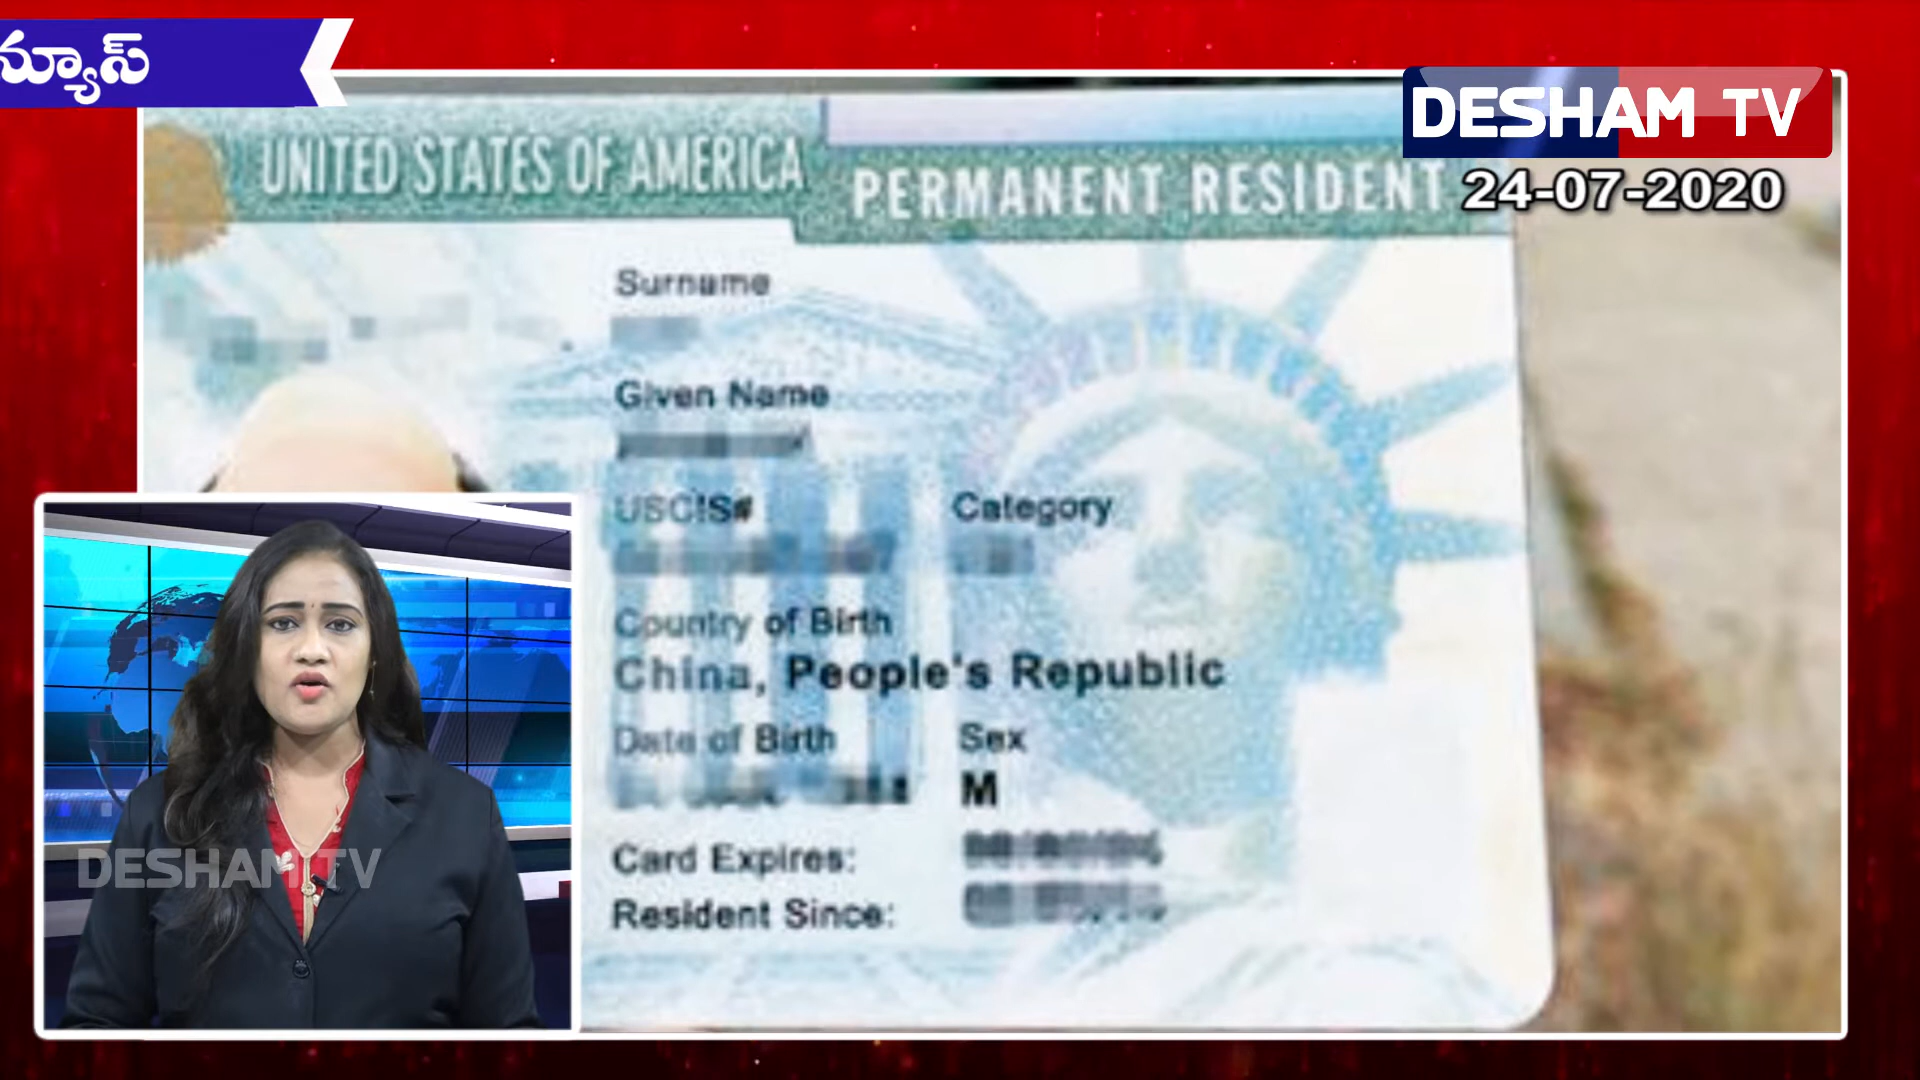 న్యూస్
DESHAM TV
24-07-2020
UNITED STATES OF AMERICA
PERMANENT RESIDENT
Surname
Given Name
USCIS#
Category
Country of Birth
China, People's Republic
Date of Birth
Sex
M
Card Expires:
Resident Since:
DESHAM TV